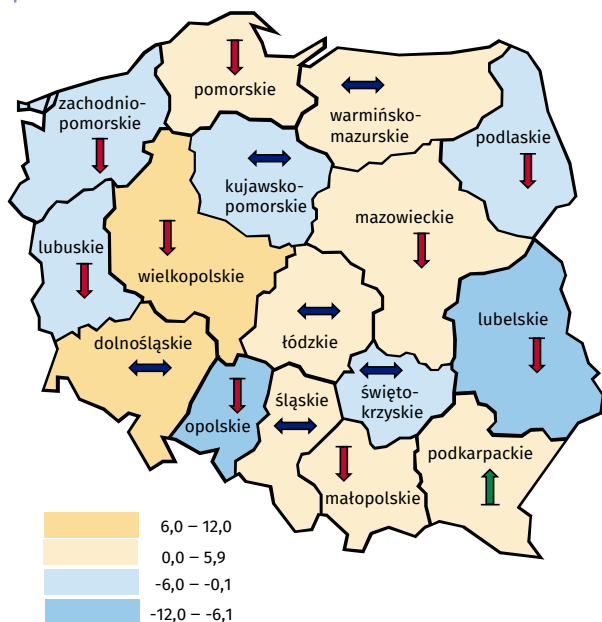 pomorskie
zachodnio-
pomorskie
warmińsko-
mazurskie
podlaskie
kujawsko-
pomorskie
mazowieckie
lubuskie
wielkopolskie
lubelskie
dolnośląskie
łódzkie
śląskie
święto-
krzyskie
opolskie
podkarpackie
małopolskie
6,0 – 12,0
0,0 – 5,9
-6,0 – -0,1
-12,0 – -6,1